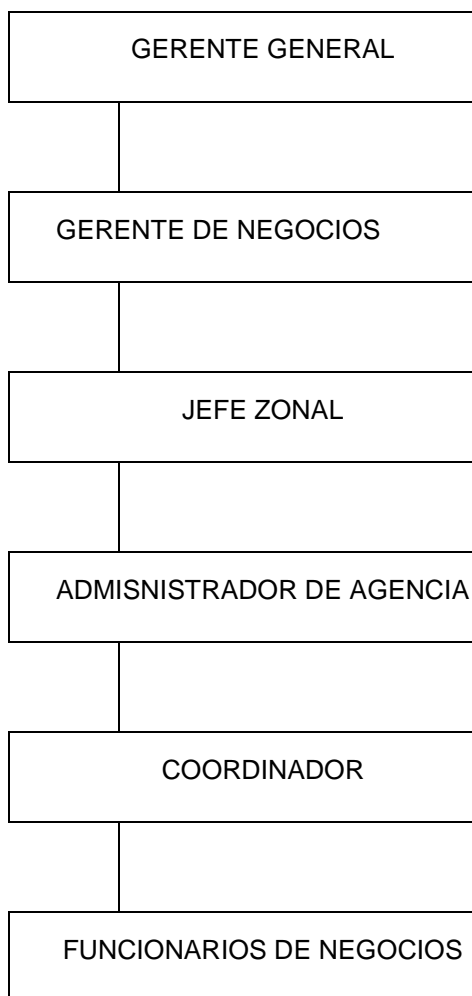 GERENTE GENERAL
GERENTE DE NEGOCIOS
JEFE ZONAL
ADMISNISTRADOR DE AGENCIA
COORDINADOR
FUNCIONARIOS DE NEGOCIOS